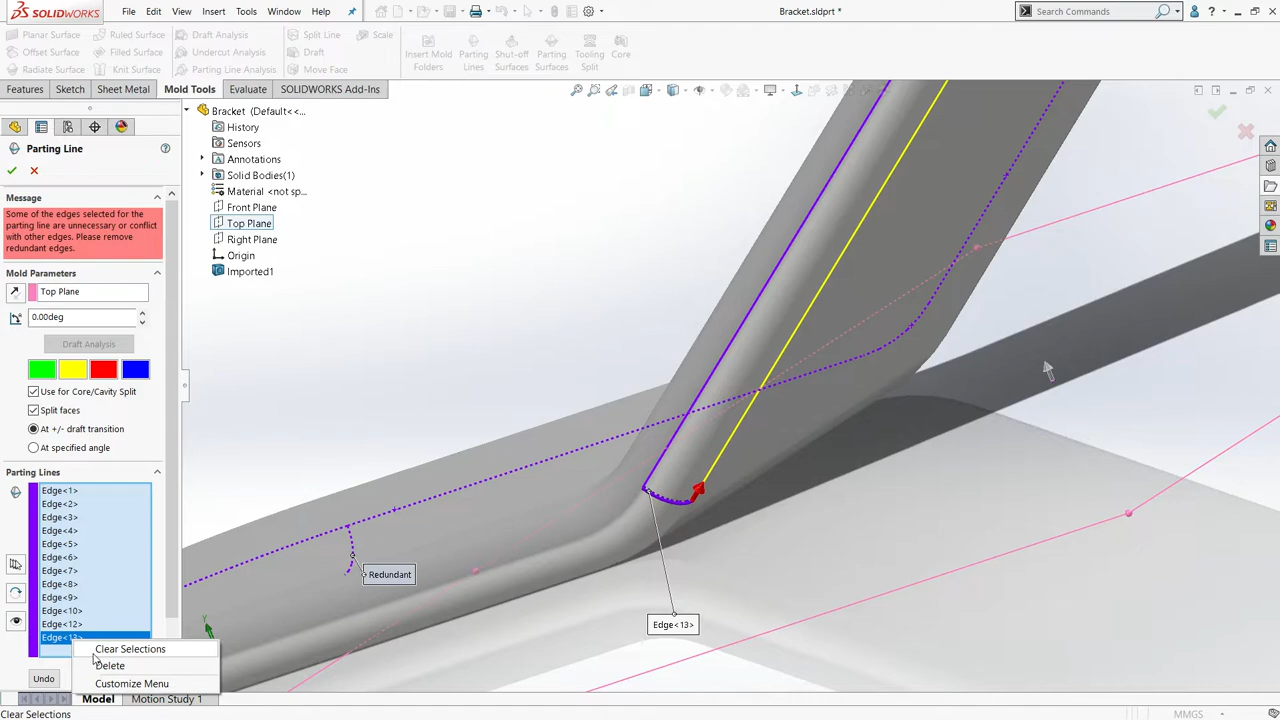 SOLIDWORKS
File
Edit
View
Insert
Tools
Window
Help
Bracket.sldprt *
Search Commands
?
Planar Surface
Ruled Surface
Offset Surface
Filled Surface
Radiate Surface
Knit Surface
Draft Analysis
Undercut Analysis
Parting Line Analysis
Split Line
Scale
Draft
Move Face
Insert Mold
Folders
Parting
Lines
Shut-off
Surfaces
Parting
Surfaces
Tooling
Split
Core
Features
Sketch
Sheet Metal
Mold Tools
Evaluate
SOLIDWORKS Add-Ins
Bracket (Default<<...
History
Sensors
Annotations
Solid Bodies(1)
Material <not sp...
Front Plane
Top Plane
Right Plane
Origin
Imported1
Parting Line
Message
Some of the edges selected for the
parting line are unnecessary or conflict
with other edges. Please remove
redundant edges.
Mold Parameters
Top Plane
0.00deg
Draft Analysis
Use for Core/Cavity Split
Split faces
At +/- draft transition
At specified angle
Parting Lines
Edge<1>
Edge<2>
Edge<3>
Edge<4>
Edge<5>
Edge<6>
Edge<7>
Edge<8>
Edge<9>
Edge<10>
Edge<12>
Edge<13>
Clear Selections
Delete
Customize Menu
Undo
Redundant
Edge<13>
Y
Model
Motion Study 1
Clear Selections
MMGS